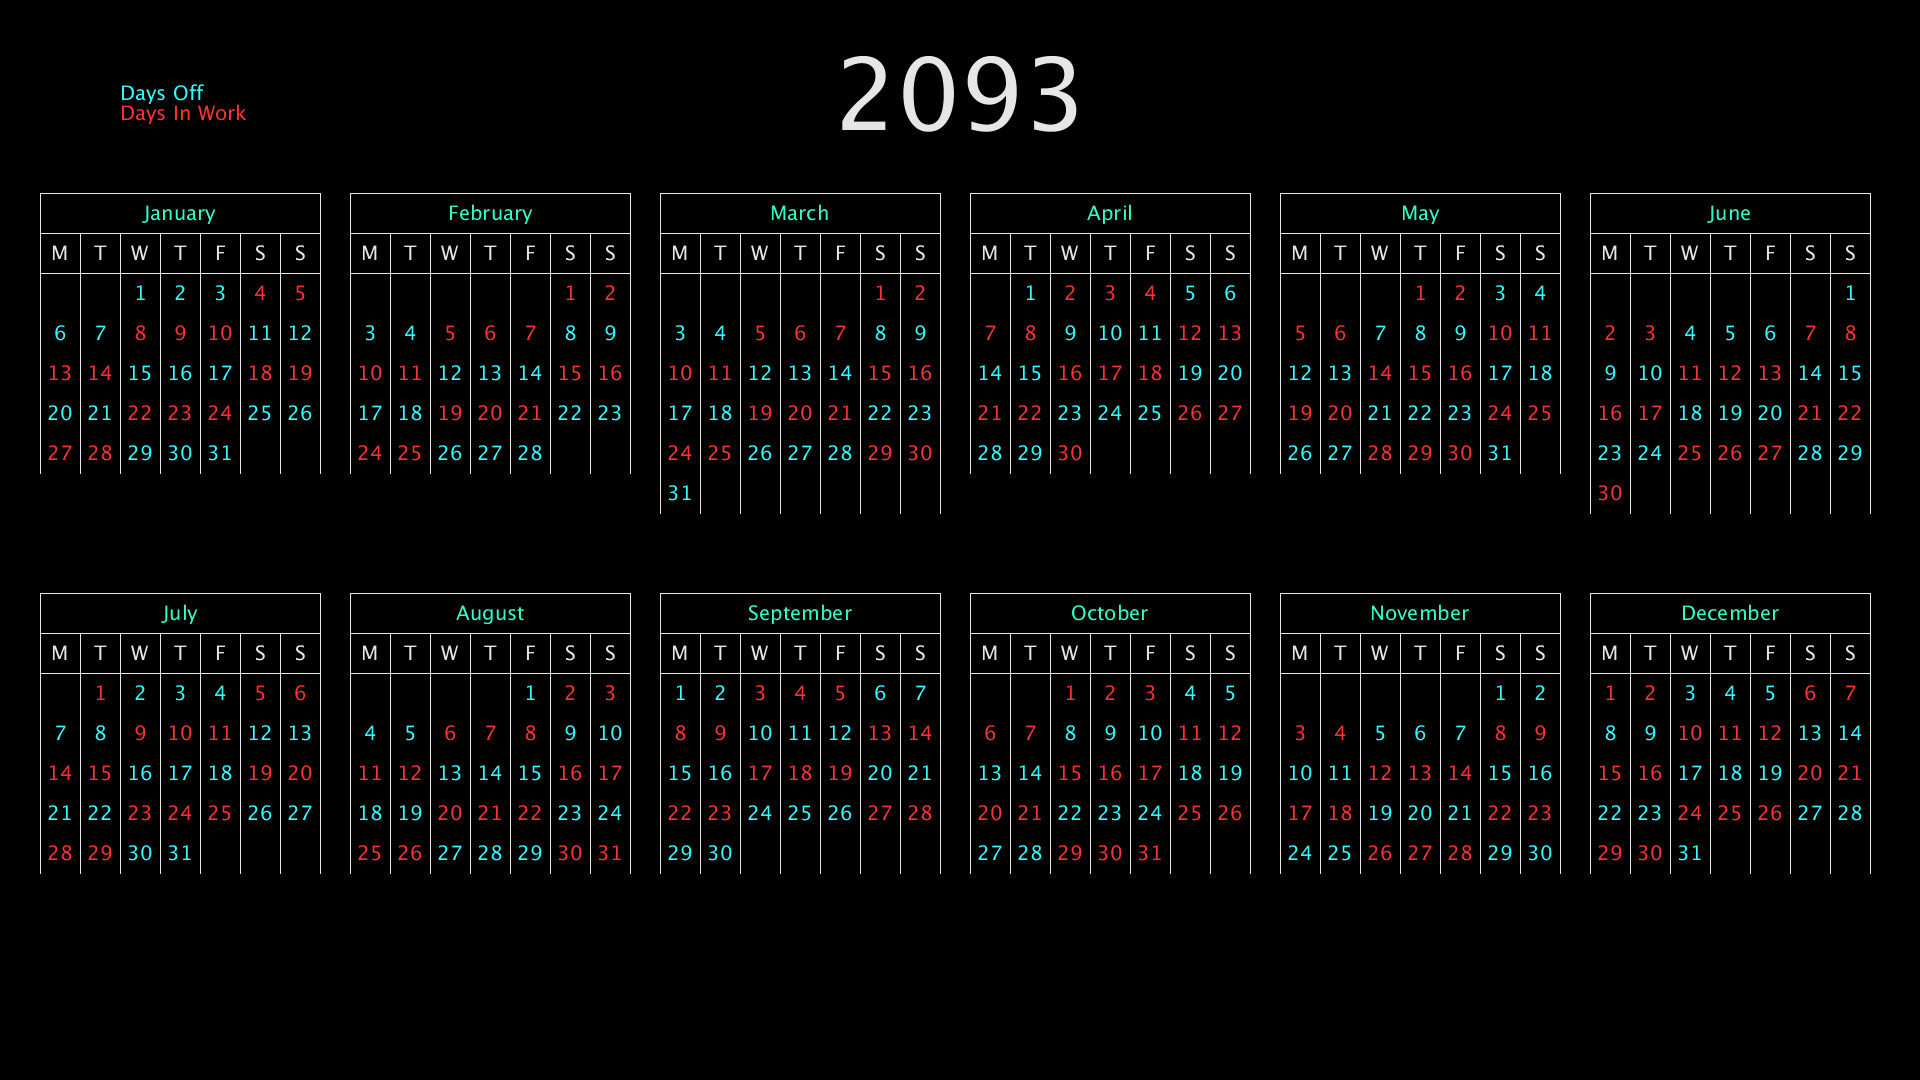 2093
Days Off
Days In Work
January February March April May June
M T W T F S S M T W T F S S M T W T F S S M T W T F S S M T W T F S S M T W T F S S
1 2 3 4 5 1 2 1 2 1 2 3 4 5 6 1 2 3 4 1
6 7 8 9 10 11 12 3 4 5 6 7 8 9 3 4 5 6 7 8 9 7 8 9 10 11 12 13 5 6 7 8 9 10 11 2 3 4 5 6 7 8
13 14 15 16 17 18 19 10 11 12 13 14 15 16 10 11 12 13 14 15 16 14 15 16 17 18 19 20 12 13 14 15 16 17 18 9 10 11 12 13 14 15
20 21 22 23 24 25 26 17 18 19 20 21 22 23 17 18 19 20 21 22 23 21 22 23 24 25 26 27 19 20 21 22 23 24 25 16 17 18 19 20 21 22
27 28 29 30 31 24 25 26 27 28 24 25 26 27 28 29 30 28 29 30 26 27 28 29 30 31 23 24 25 26 27 28 29
31 30
July August September October November December
M T W T F S S M T W T F S S M T W T F S S M T W T F S S M T W T F S S M T W T F S S
1 2 3 4 5 6 1 2 3 1 2 3 4 5 6 7 1 2 3 4 5 1 2 1 2 3 4 5 6 7
7 8 9 10 11 12 13 4 5 6 7 8 9 10 8 9 10 11 12 13 14 6 7 8 9 10 11 12 3 4 5 6 7 8 9 8 9 10 11 12 13 14
14 15 16 17 18 19 20 11 12 13 14 15 16 17 15 16 17 18 19 20 21 13 14 15 16 17 18 19 10 11 12 13 14 15 16 15 16 17 18 19 20 21
21 22 23 24 25 26 27 18 19 20 21 22 23 24 22 23 24 25 26 27 28 20 21 22 23 24 25 26 17 18 19 20 21 22 23 22 23 24 25 26 27 28
28 29 30 31 25 26 27 28 29 30 31 29 30 27 28 29 30 31 24 25 26 27 28 29 30 29 30 31